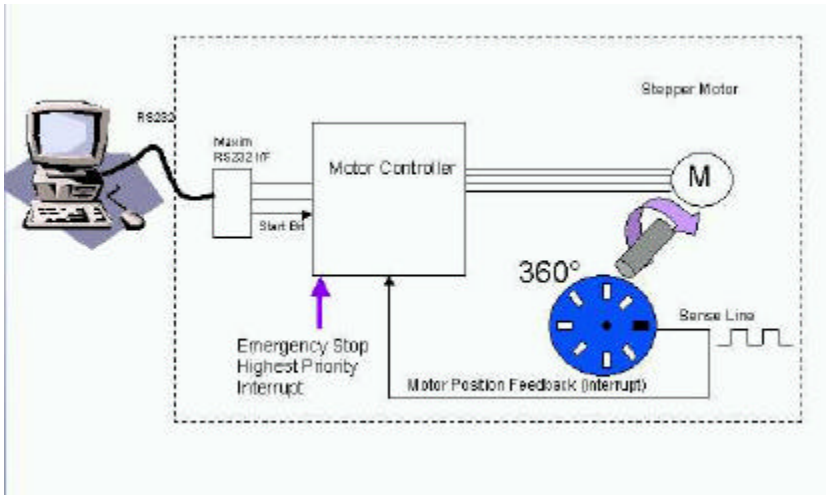 RS232
Maxim
RS232 I/F
Start Bit
Motor Controller
Stepper Motor
M
360°
Sense Line
Emergency Stop
Highest Priority
Interrupt
Motor Position Feedback (interrupt)